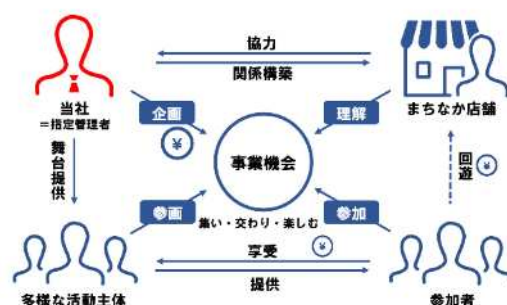 協力
関係構築
当社
=指定管理者
まちなか店舗
企画
理解
¥
事業機会
舞台提供
回遊
¥
参画
参加
集い・交わり・楽しむ
享受
¥
提供
多様な活動主体
参加者